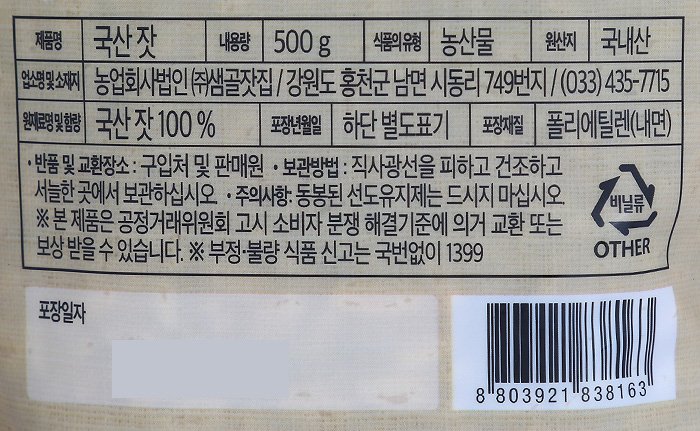 제품명 국산 잣 내용량 500 g 식품의 유형 농산물 원산지 국내산
업소명 및 소재지 농업회사법인 ㈜샘골잣집 / 강원도 홍천군 남면 시동리 749번지 / (033) 435-7715
원재료명 및 함량 국산 잣 100 % 포장년월일 하단 별도표기 포장재질 폴리에틸렌(내면)
· 반품 및 교환장소 : 구입처 및 판매원 · 보관방법 : 직사광선을 피하고 건조하고
서늘한 곳에서 보관하십시오 · 주의사항: 동봉된 선도유지제는 드시지 마십시오
※ 본 제품은 공정거래위원회 고시 소비자 분쟁 해결기준에 의거 교환 또는
보상 받을 수 있습니다. ※ 부정·불량 식품 신고는 국번없이 1399
비닐류
OTHER
포장일자
8 803921 838163